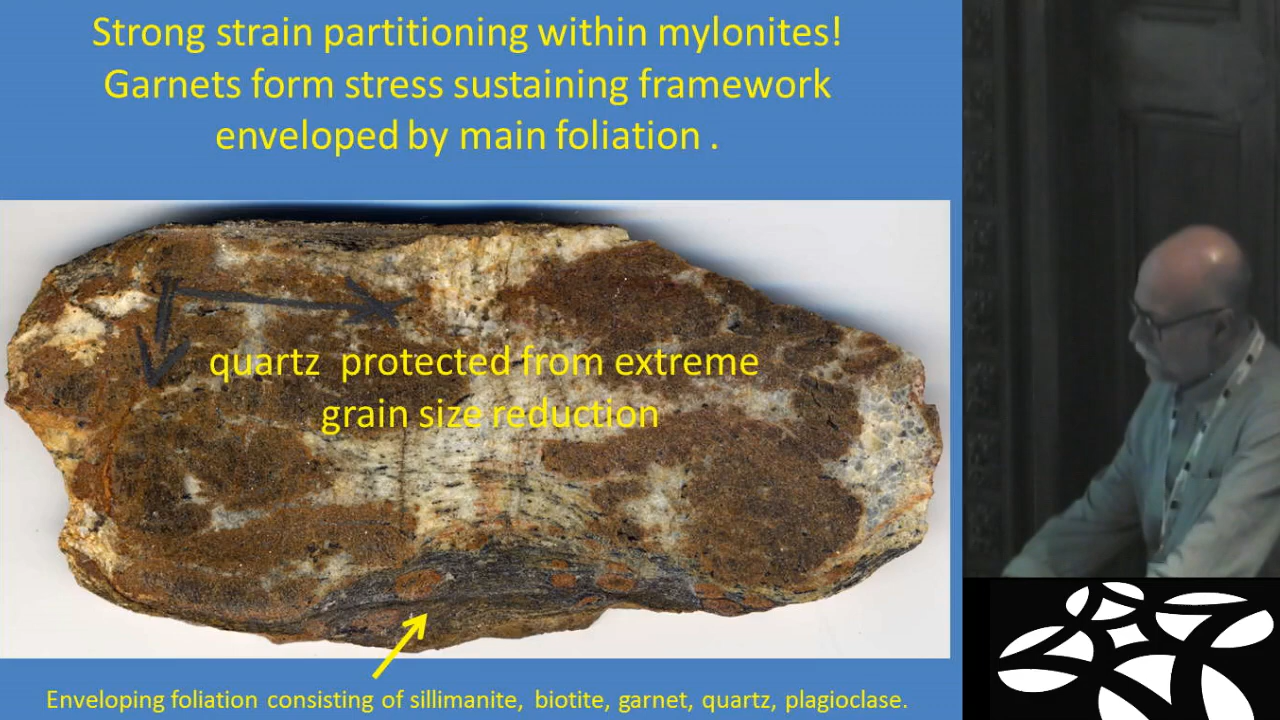 Strong strain partitioning within mylonites!
Garnets form stress sustaining framework
enveloped by main foliation .
quartz protected from extreme
grain size reduction
Enveloping foliation consisting of sillimanite, biotite, garnet, quartz, plagioclase.